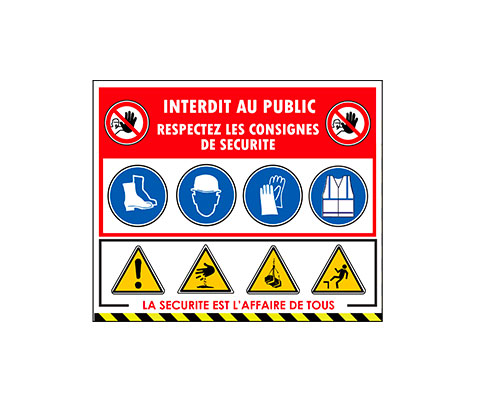 INTERDIT AU PUBLIC
RESPECTEZ LES CONSIGNES
DE SECURITE
LA SECURITE EST L'AFFAIRE DE TOUS